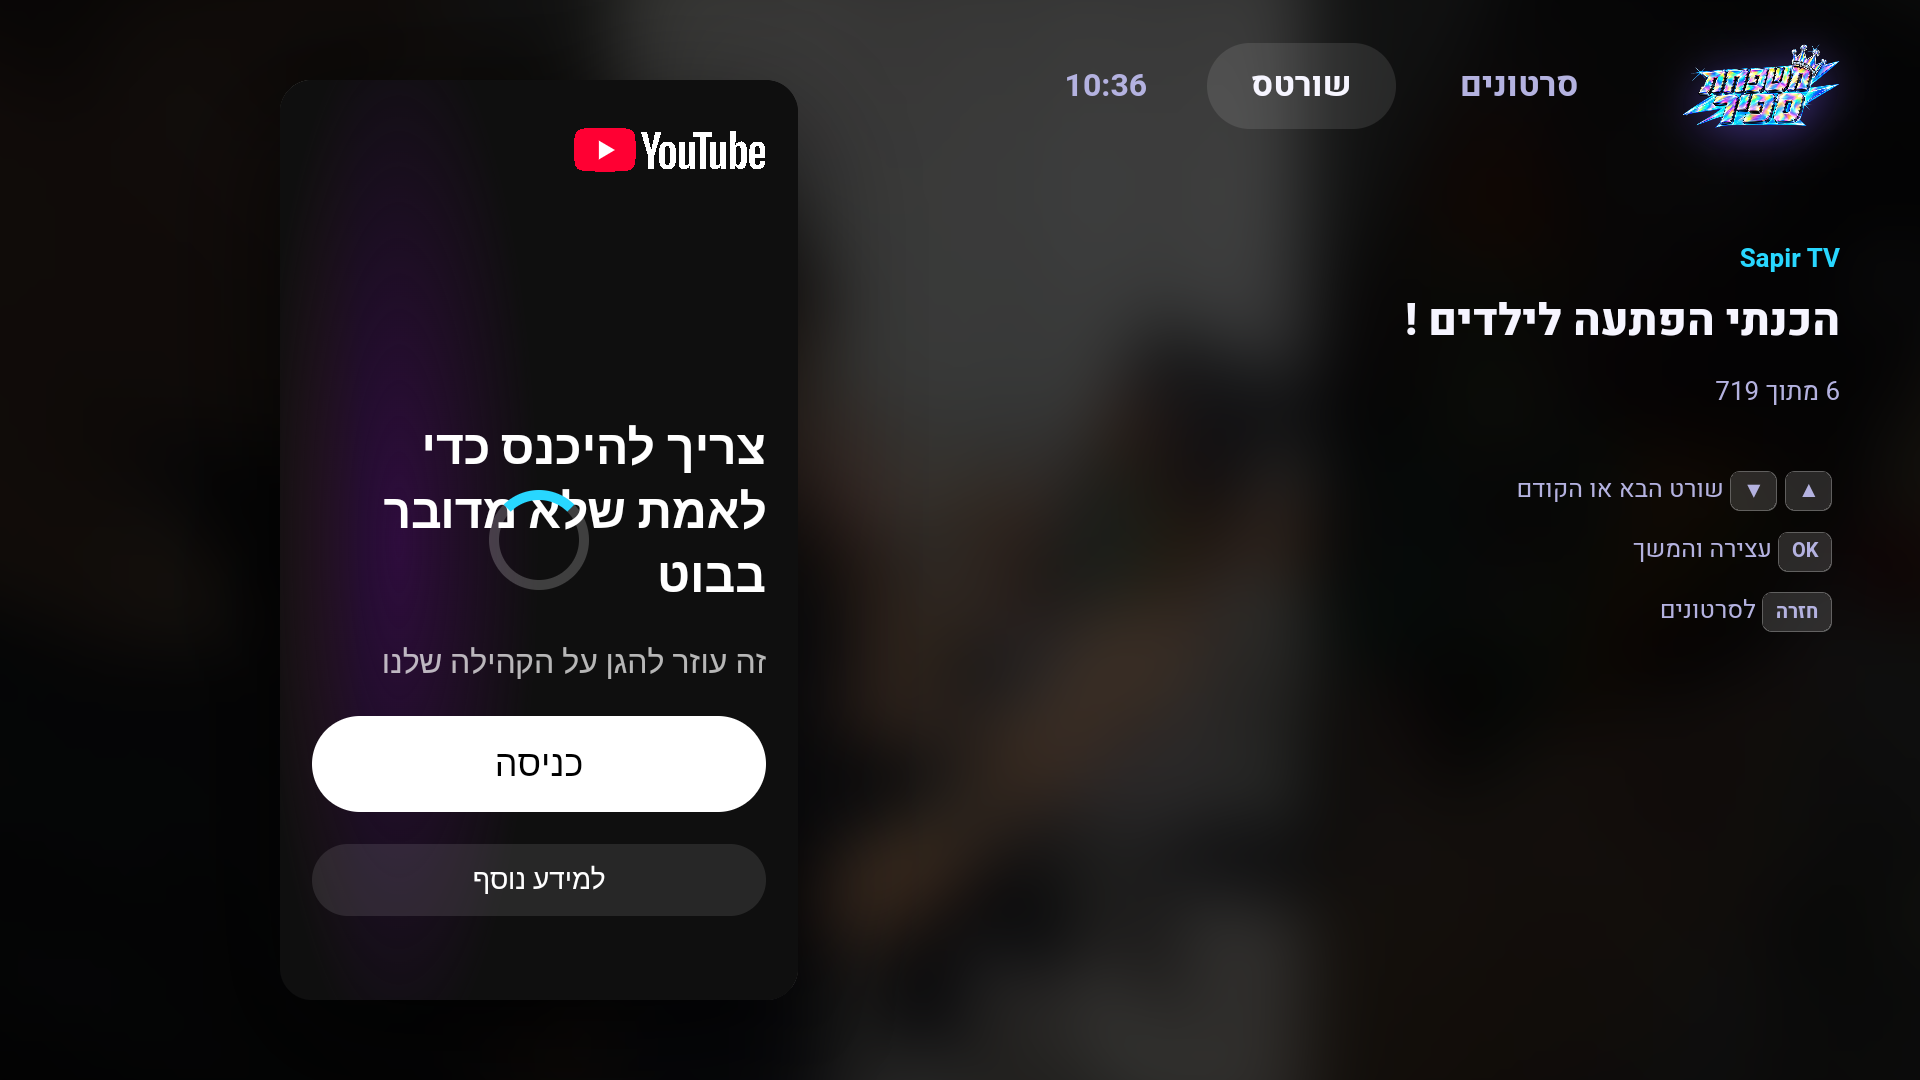 משפחת
ספיר
סרטונים
שורטס
10:36
Sapir TV
הכנתי הפתעה לילדים !
6 מתוך 719
▲ ▼ שורט הבא או הקודם
OK עצירה והמשך
חזרה לסרטונים
YouTube
צריך להיכנס כדי
לאמת שלא מדובר
בבוט
זה עוזר להגן על הקהילה שלנו
כניסה
למידע נוסף